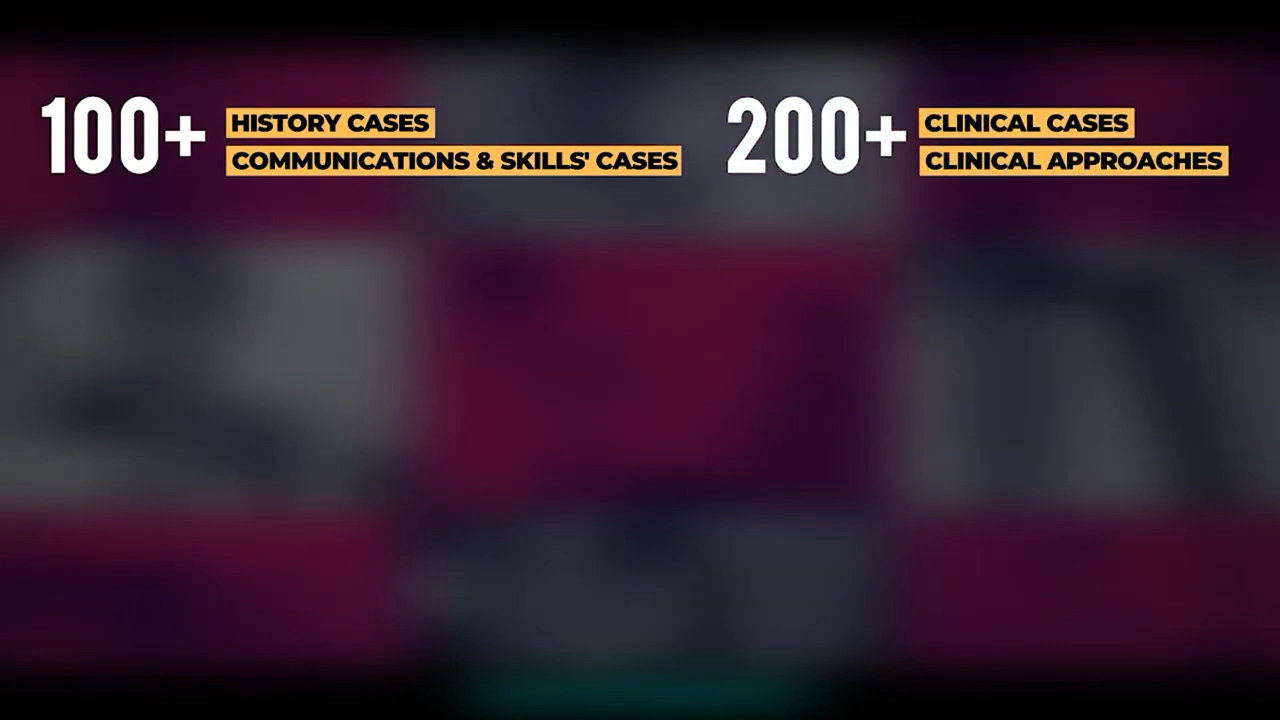 100+
HISTORY CASES
COMMUNICATIONS & SKILLS' CASES
200+
CLINICAL CASES
CLINICAL APPROACHES